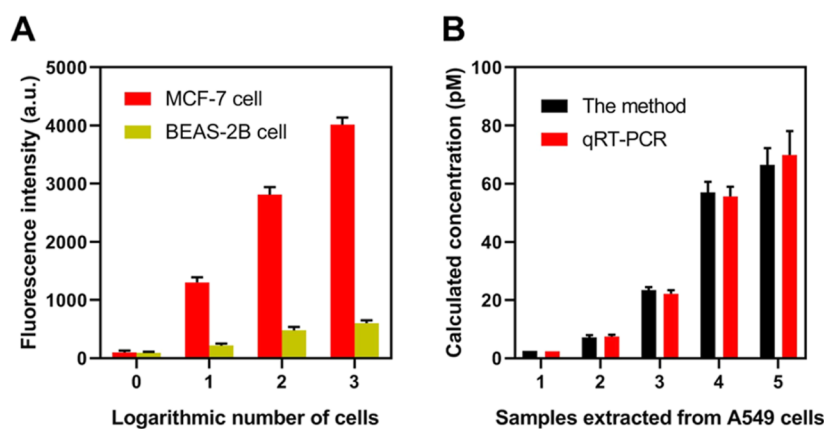 A
Fluorescence intensity (a.u.)
5000
4000
3000
2000
1000
0
MCF-7 cell
BEAS-2B cell
0 1 2 3
Logarithmic number of cells
B
Calculated concentration (pM)
100
80
60
40
20
0
The method
qRT-PCR
1 2 3 4 5
Samples extracted from A549 cells